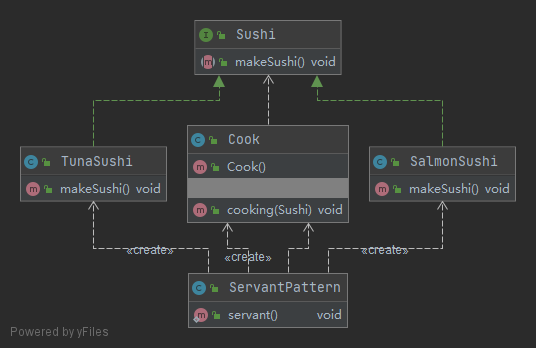 I Sushi
m makeSushi() void
C Cook
m Cook()
m cooking(Sushi) void
C TunaSushi
m makeSushi() void
C SalmonSushi
m makeSushi() void
«create» «create» «create»
C ServantPattern
m servant() void
Powered by yFiles